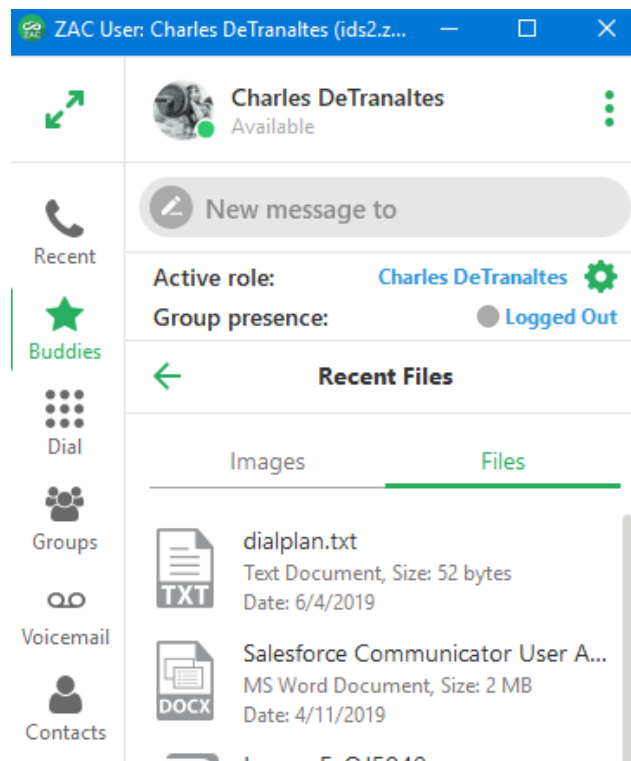 ZAC User: Charles DeTranaltes (ids2.z...
Charles DeTranaltes
Available
New message to
Recent
Active role: Charles DeTranaltes
Group presence: Logged Out
Buddies
Recent Files
Dial
Images Files
Groups
dialplan.txt
Text Document, Size: 52 bytes
TXT
Date: 6/4/2019
Voicemail
Salesforce Communicator User A...
MS Word Document, Size: 2 MB
DOCX
Date: 4/11/2019
Contacts